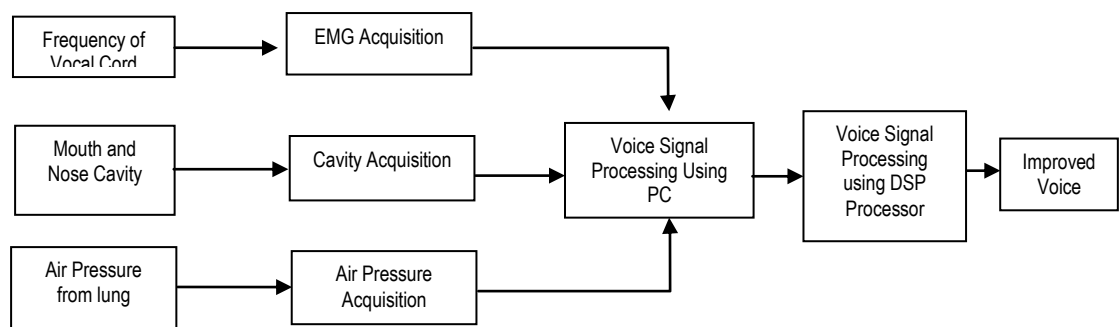 Frequency of
Vocal Cord
EMG Acquisition
Mouth and
Nose Cavity
Cavity Acquisition
Air Pressure
from lung
Air Pressure
Acquisition
Voice Signal
Processing Using
PC
Voice Signal
Processing
using DSP
Processor
Improved
Voice